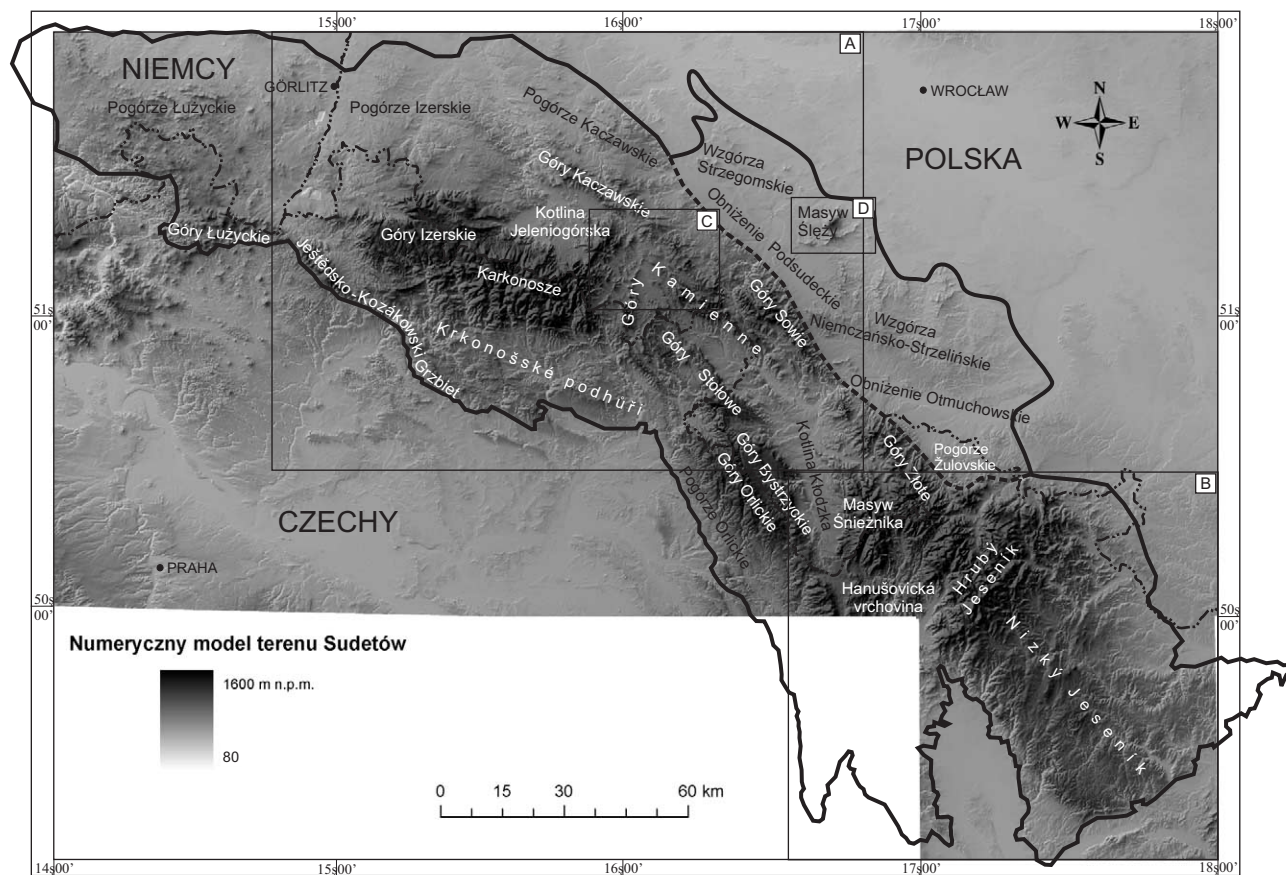 15s00'
16s00'
17s00'
18s00'
A
NIEMCY
GÖRLITZ
Pogórze Łużyckie
Pogórze Izerskie
Pogórze Kaczawskie
WROCŁAW
N
W
E
S
Wzgórza
Strzegomskie
POLSKA
Góry Kaczawskie
Obniżenie Podsudeckie
D
Masyw
Ślęży
C
Kotlina
Jeleniogórska
Góry Łużyckie
Góry Izerskie
Ještědsko-Kozákowski Grzbiet
Karkonosze
Góry Kamienne
Góry Sowie
51s
00'
51s
00'
Wzgórza
Niemczańsko-Strzelińskie
Krkonošské podhůří
Góry Stołowe
Obniżenie Otmuchowskie
Pogórze
Žulovskie
Góry Złote
Kotlina Kłodzka
Góry Bystrzyckie
Góry Orlickie
Pogórze Orlickie
B
Masyw
Śnieżnika
CZECHY
PRAHA
Hrubý
Jeseník
Hanušovická
vrchovina
50s
00'
50s
00'
Nízký Jeseník
Numeryczny model terenu Sudetów
1600 m n.p.m.
80
0 15 30 60 km
14s00'
15s00'
16s00'
17s00'
18s00'